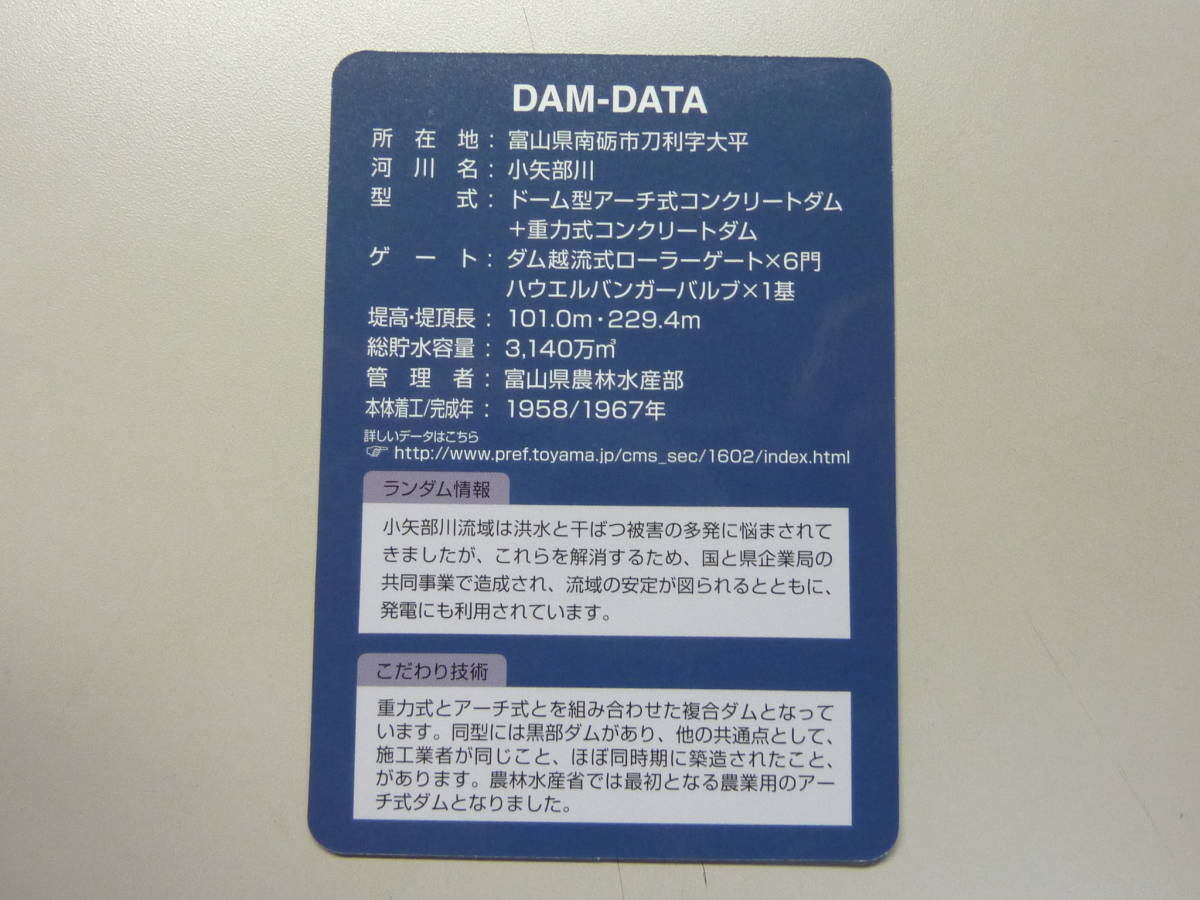 DAM-DATA
所在地：富山県南砺市刀利字大平
河川名：小矢部川
型式：ドーム型アーチ式コンクリートダム
＋重力式コンクリートダム
ゲート：ダム越流式ローラーゲート×6門
ハウエルバンガーバルブ×1基
堤高・堤頂長：101.0m・229.4m
総貯水容量：3,140万㎥
管理者：富山県農林水産部
本体着工/完成年：1958/1967年
詳しいデータはこちら
☞ http://www.pref.toyama.jp/cms_sec/1602/index.html
ランダム情報
小矢部川流域は洪水と干ばつ被害の多発に悩まされて
きましたが、これらを解消するため、国と県企業局の
共同事業で造成され、流域の安定が図られるとともに、
発電にも利用されています。
こだわり技術
重力式とアーチ式とを組み合わせた複合ダムとなって
います。同型には黒部ダムがあり、他の共通点として、
施工業者が同じこと、ほぼ同時期に築造されたこと、
があります。農林水産省では最初となる農業用のアー
チ式ダムとなりました。